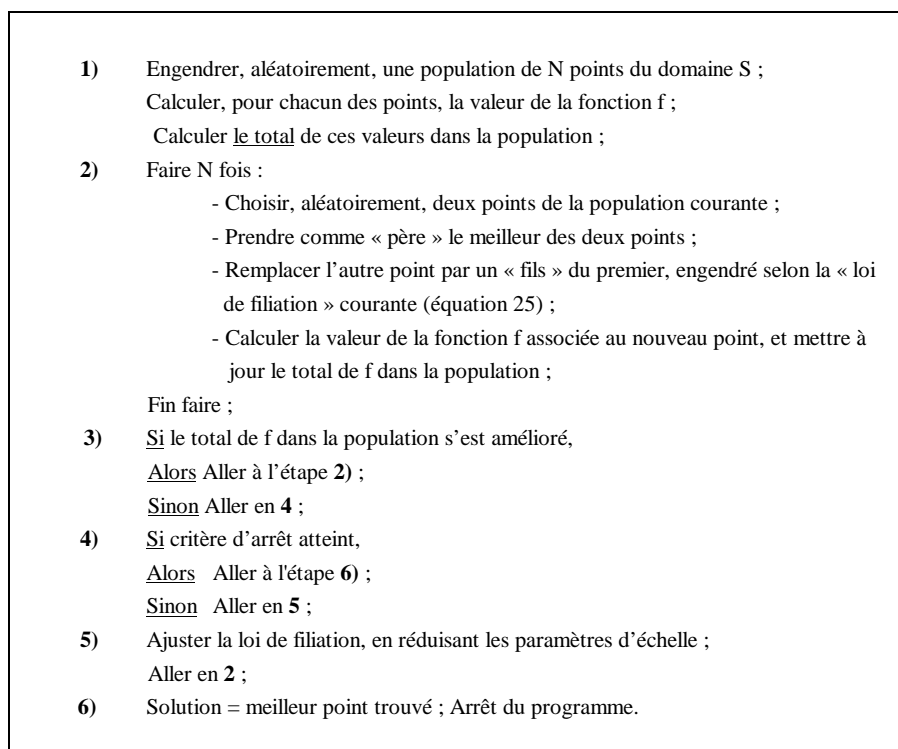 1) Engendrer, aléatoirement, une population de N points du domaine S ;
Calculer, pour chacun des points, la valeur de la fonction f ;
Calculer le total de ces valeurs dans la population ;
2) Faire N fois :
- Choisir, aléatoirement, deux points de la population courante ;
- Prendre comme « père » le meilleur des deux points ;
- Remplacer l’autre point par un « fils » du premier, engendré selon la « loi
de filiation » courante (équation 25) ;
- Calculer la valeur de la fonction f associée au nouveau point, et mettre à
jour le total de f dans la population ;
Fin faire ;
3) Si le total de f dans la population s’est amélioré,
Alors Aller à l’étape 2) ;
Sinon Aller en 4 ;
4) Si critère d’arrêt atteint,
Alors Aller à l'étape 6) ;
Sinon Aller en 5 ;
5) Ajuster la loi de filiation, en réduisant les paramètres d’échelle ;
Aller en 2 ;
6) Solution = meilleur point trouvé ; Arrêt du programme.